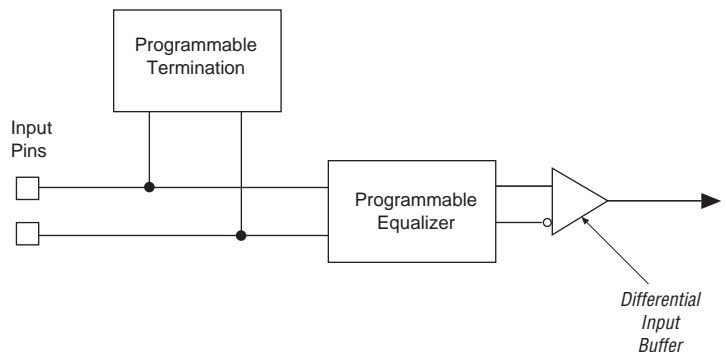 Programmable
Termination
Input
Pins
Programmable
Equalizer
Differential
Input
Buffer